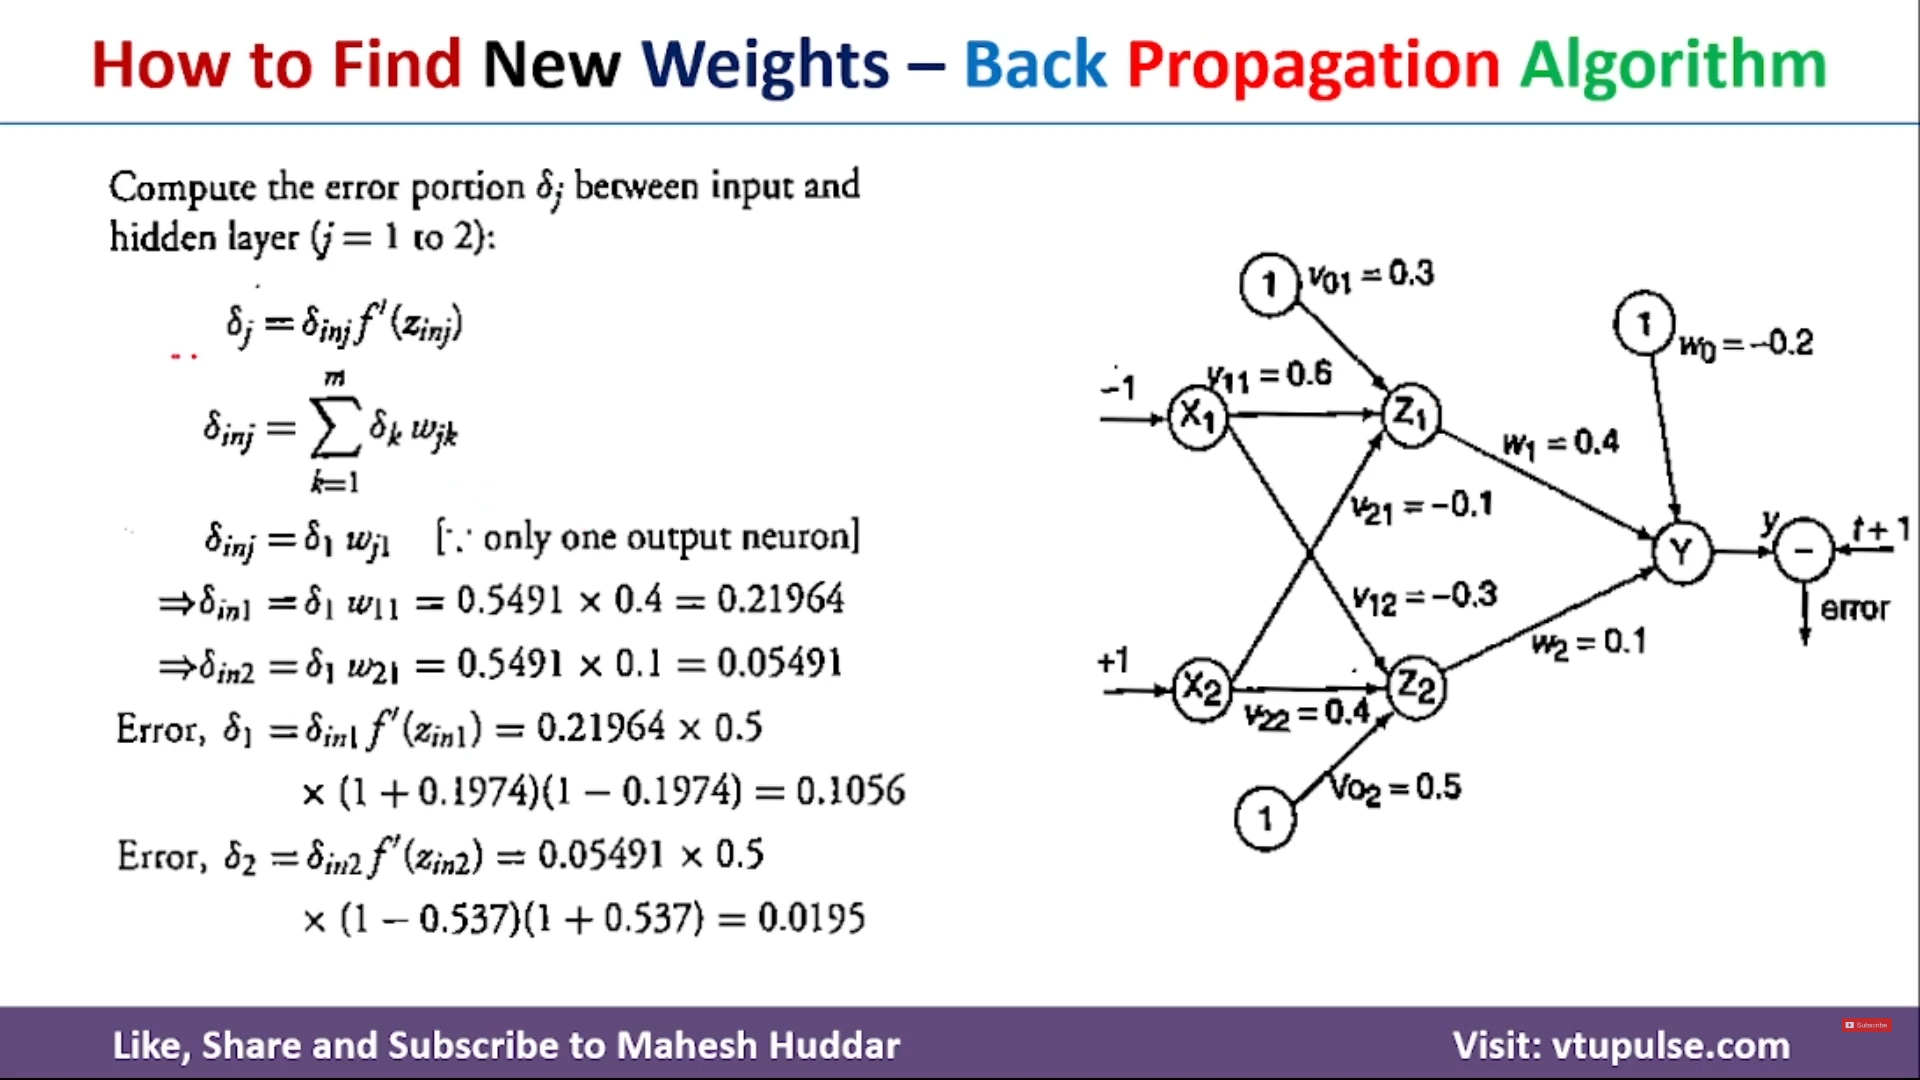 How to Find New Weights – Back Propagation Algorithm
Compute the error portion δj between input and
hidden layer (j = 1 to 2):
δj = δinj f′(zinj)
m
δinj = ∑ δk wjk
k=1
δinj = δ1 wj1 [∵ only one output neuron]
⇒δin1 = δ1 w11 = 0.5491 × 0.4 = 0.21964
⇒δin2 = δ1 w21 = 0.5491 × 0.1 = 0.05491
Error, δ1 = δin1 f′(zin1) = 0.21964 × 0.5
× (1 + 0.1974)(1 − 0.1974) = 0.1056
Error, δ2 = δin2 f′(zin2) = 0.05491 × 0.5
× (1 − 0.537)(1 + 0.537) = 0.0195
1 v01 = 0.3
1 w0 = −0.2
−1 X1 v11 = 0.6 Z1
w1 = 0.4
v21 = −0.1
Y y − t+1
v12 = −0.3
error
w2 = 0.1
+1 X2 v22 = 0.4 Z2
1 Vo2 = 0.5
Like, Share and Subscribe to Mahesh Huddar
Visit: vtupulse.com
Subscribe